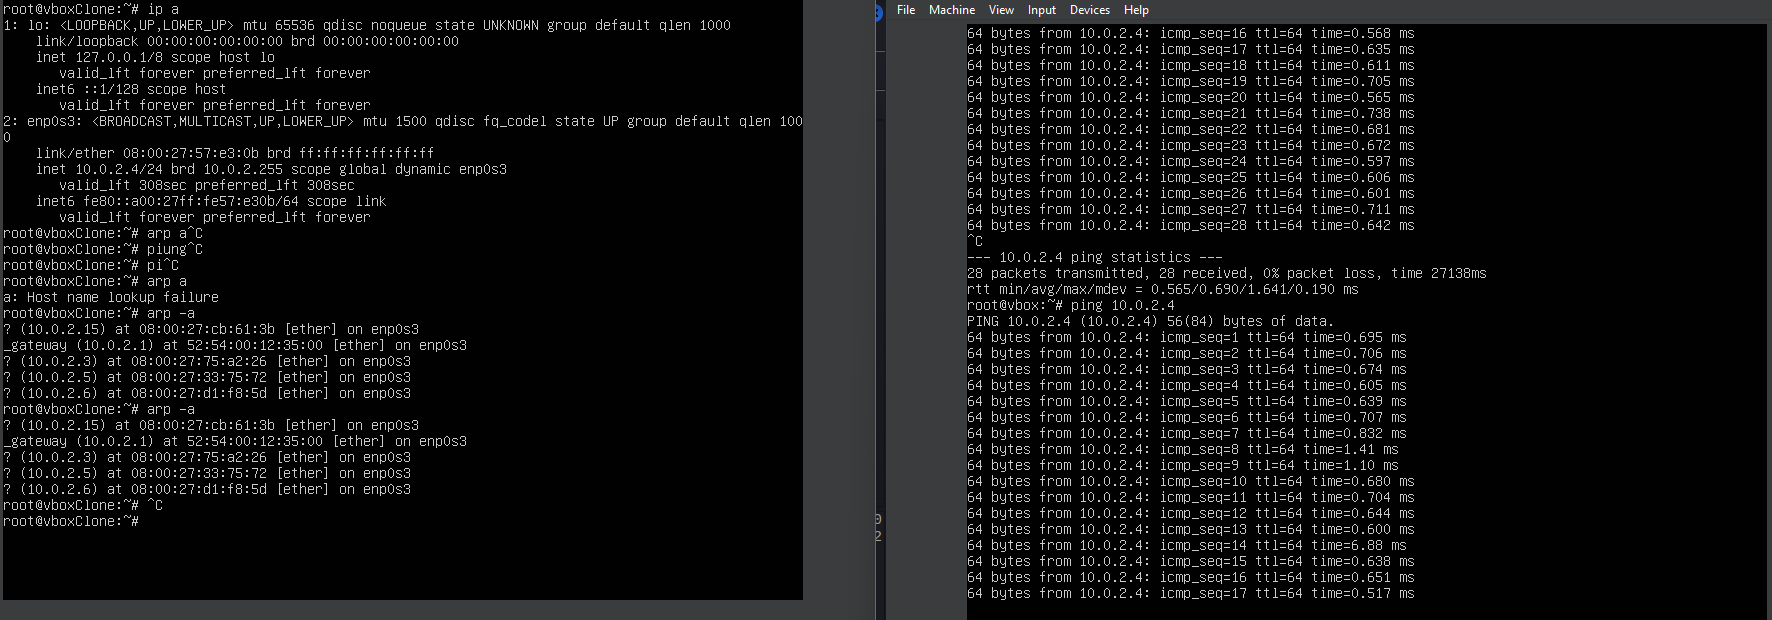 root@vboxClone:~# ip a
1: lo: <LOOPBACK,UP,LOWER_UP> mtu 65536 qdisc noqueue state UNKNOWN group default qlen 1000
    link/loopback 00:00:00:00:00:00 brd 00:00:00:00:00:00
    inet 127.0.0.1/8 scope host lo
       valid_lft forever preferred_lft forever
    inet6 ::1/128 scope host
       valid_lft forever preferred_lft forever
2: enp0s3: <BROADCAST,MULTICAST,UP,LOWER_UP> mtu 1500 qdisc fq_codel state UP group default qlen 100
0
    link/ether 08:00:27:57:e3:0b brd ff:ff:ff:ff:ff:ff
    inet 10.0.2.4/24 brd 10.0.2.255 scope global dynamic enp0s3
       valid_lft 308sec preferred_lft 308sec
    inet6 fe80::a00:27ff:fe57:e30b/64 scope link
       valid_lft forever preferred_lft forever
root@vboxClone:~# arp a^C
root@vboxClone:~# piung^C
root@vboxClone:~# pi^C
root@vboxClone:~# arp a
a: Host name lookup failure
root@vboxClone:~# arp -a
? (10.0.2.15) at 08:00:27:cb:61:3b [ether] on enp0s3
_gateway (10.0.2.1) at 52:54:00:12:35:00 [ether] on enp0s3
? (10.0.2.3) at 08:00:27:75:a2:26 [ether] on enp0s3
? (10.0.2.5) at 08:00:27:33:75:72 [ether] on enp0s3
? (10.0.2.6) at 08:00:27:d1:f8:5d [ether] on enp0s3
root@vboxClone:~# arp -a
? (10.0.2.15) at 08:00:27:cb:61:3b [ether] on enp0s3
_gateway (10.0.2.1) at 52:54:00:12:35:00 [ether] on enp0s3
? (10.0.2.3) at 08:00:27:75:a2:26 [ether] on enp0s3
? (10.0.2.5) at 08:00:27:33:75:72 [ether] on enp0s3
? (10.0.2.6) at 08:00:27:d1:f8:5d [ether] on enp0s3
root@vboxClone:~# ^C
root@vboxClone:~#
0
2
File Machine View Input Devices Help
64 bytes from 10.0.2.4: icmp_seq=16 ttl=64 time=0.568 ms
64 bytes from 10.0.2.4: icmp_seq=17 ttl=64 time=0.635 ms
64 bytes from 10.0.2.4: icmp_seq=18 ttl=64 time=0.611 ms
64 bytes from 10.0.2.4: icmp_seq=19 ttl=64 time=0.705 ms
64 bytes from 10.0.2.4: icmp_seq=20 ttl=64 time=0.565 ms
64 bytes from 10.0.2.4: icmp_seq=21 ttl=64 time=0.738 ms
64 bytes from 10.0.2.4: icmp_seq=22 ttl=64 time=0.681 ms
64 bytes from 10.0.2.4: icmp_seq=23 ttl=64 time=0.672 ms
64 bytes from 10.0.2.4: icmp_seq=24 ttl=64 time=0.597 ms
64 bytes from 10.0.2.4: icmp_seq=25 ttl=64 time=0.606 ms
64 bytes from 10.0.2.4: icmp_seq=26 ttl=64 time=0.601 ms
64 bytes from 10.0.2.4: icmp_seq=27 ttl=64 time=0.711 ms
64 bytes from 10.0.2.4: icmp_seq=28 ttl=64 time=0.642 ms
^C
--- 10.0.2.4 ping statistics ---
28 packets transmitted, 28 received, 0% packet loss, time 27138ms
rtt min/avg/max/mdev = 0.565/0.690/1.641/0.190 ms
root@vbox:~# ping 10.0.2.4
PING 10.0.2.4 (10.0.2.4) 56(84) bytes of data.
64 bytes from 10.0.2.4: icmp_seq=1 ttl=64 time=0.695 ms
64 bytes from 10.0.2.4: icmp_seq=2 ttl=64 time=0.706 ms
64 bytes from 10.0.2.4: icmp_seq=3 ttl=64 time=0.674 ms
64 bytes from 10.0.2.4: icmp_seq=4 ttl=64 time=0.605 ms
64 bytes from 10.0.2.4: icmp_seq=5 ttl=64 time=0.639 ms
64 bytes from 10.0.2.4: icmp_seq=6 ttl=64 time=0.707 ms
64 bytes from 10.0.2.4: icmp_seq=7 ttl=64 time=0.832 ms
64 bytes from 10.0.2.4: icmp_seq=8 ttl=64 time=1.41 ms
64 bytes from 10.0.2.4: icmp_seq=9 ttl=64 time=1.10 ms
64 bytes from 10.0.2.4: icmp_seq=10 ttl=64 time=0.680 ms
64 bytes from 10.0.2.4: icmp_seq=11 ttl=64 time=0.704 ms
64 bytes from 10.0.2.4: icmp_seq=12 ttl=64 time=0.644 ms
64 bytes from 10.0.2.4: icmp_seq=13 ttl=64 time=0.600 ms
64 bytes from 10.0.2.4: icmp_seq=14 ttl=64 time=6.88 ms
64 bytes from 10.0.2.4: icmp_seq=15 ttl=64 time=0.638 ms
64 bytes from 10.0.2.4: icmp_seq=16 ttl=64 time=0.651 ms
64 bytes from 10.0.2.4: icmp_seq=17 ttl=64 time=0.517 ms